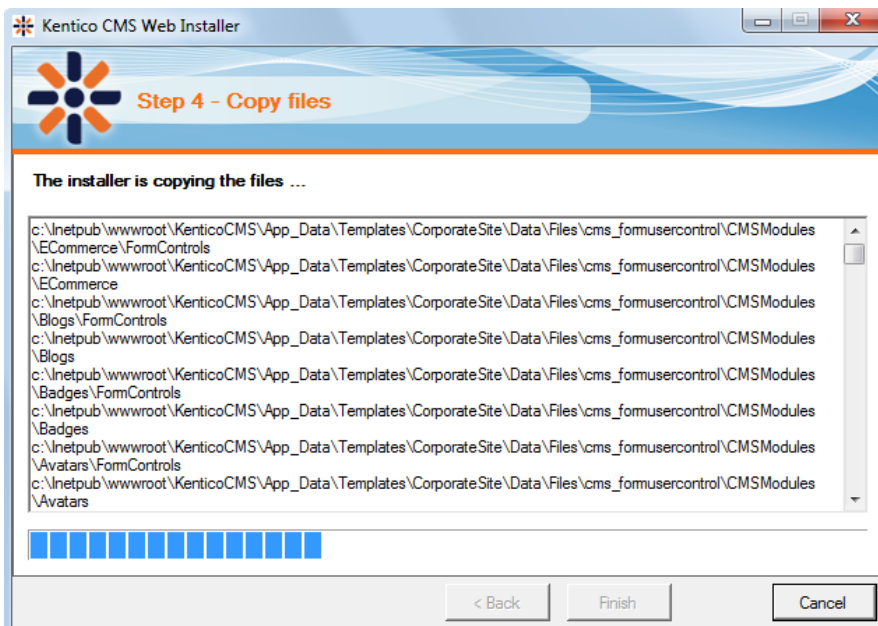 Kentico CMS Web Installer
Step 4 - Copy files
The installer is copying the files ...
c:\Inetpub\wwwroot\KenticoCMS\App_Data\Templates\CorporateSite\Data\Files\cms_formusercontrol\CMSModules
\ECommerce\FormControls
c:\Inetpub\wwwroot\KenticoCMS\App_Data\Templates\CorporateSite\Data\Files\cms_formusercontrol\CMSModules
\ECommerce
c:\Inetpub\wwwroot\KenticoCMS\App_Data\Templates\CorporateSite\Data\Files\cms_formusercontrol\CMSModules
\Blogs\FormControls
c:\Inetpub\wwwroot\KenticoCMS\App_Data\Templates\CorporateSite\Data\Files\cms_formusercontrol\CMSModules
\Blogs
c:\Inetpub\wwwroot\KenticoCMS\App_Data\Templates\CorporateSite\Data\Files\cms_formusercontrol\CMSModules
\Badges\FormControls
c:\Inetpub\wwwroot\KenticoCMS\App_Data\Templates\CorporateSite\Data\Files\cms_formusercontrol\CMSModules
\Badges
c:\Inetpub\wwwroot\KenticoCMS\App_Data\Templates\CorporateSite\Data\Files\cms_formusercontrol\CMSModules
\Avatars\FormControls
c:\Inetpub\wwwroot\KenticoCMS\App_Data\Templates\CorporateSite\Data\Files\cms_formusercontrol\CMSModules
\Avatars
< Back Finish Cancel